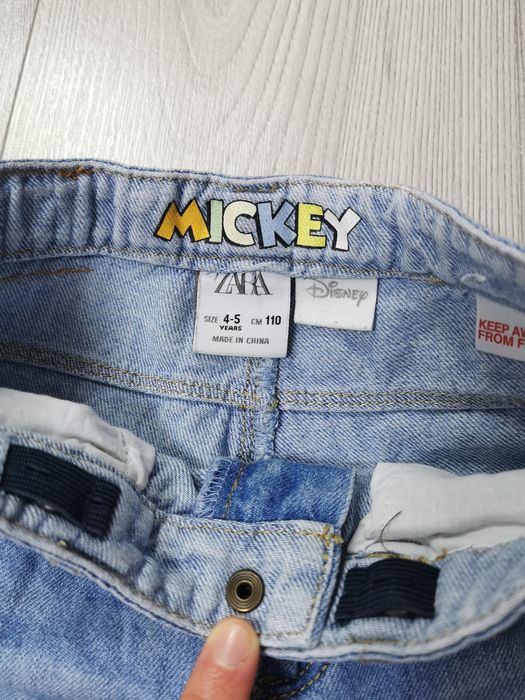 MICKEY
ZARA
Disney
SIZE 4-5 CM 110
YEARS
MADE IN CHINA
KEEP AW
FROM F